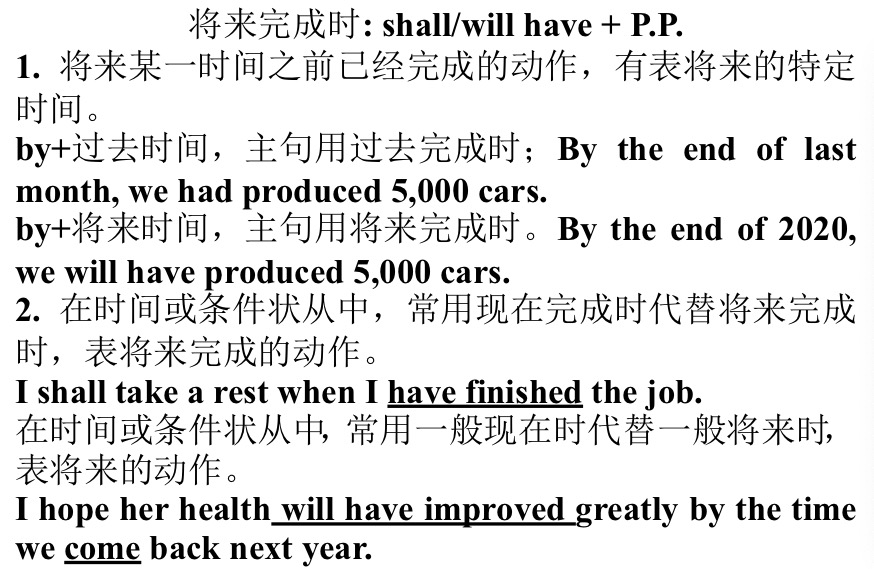 将来完成时: shall/will have + P.P.
1. 将来某一时间之前已经完成的动作，有表将来的特定
时间。
by+过去时间，主句用过去完成时；By the end of last
month, we had produced 5,000 cars.
by+将来时间，主句用将来完成时。By the end of 2020,
we will have produced 5,000 cars.
2. 在时间或条件状从中，常用现在完成时代替将来完成
时，表将来完成的动作。
I shall take a rest when I have finished the job.
在时间或条件状从中, 常用一般现在时代替一般将来时,
表将来的动作。
I hope her health will have improved greatly by the time
we come back next year.